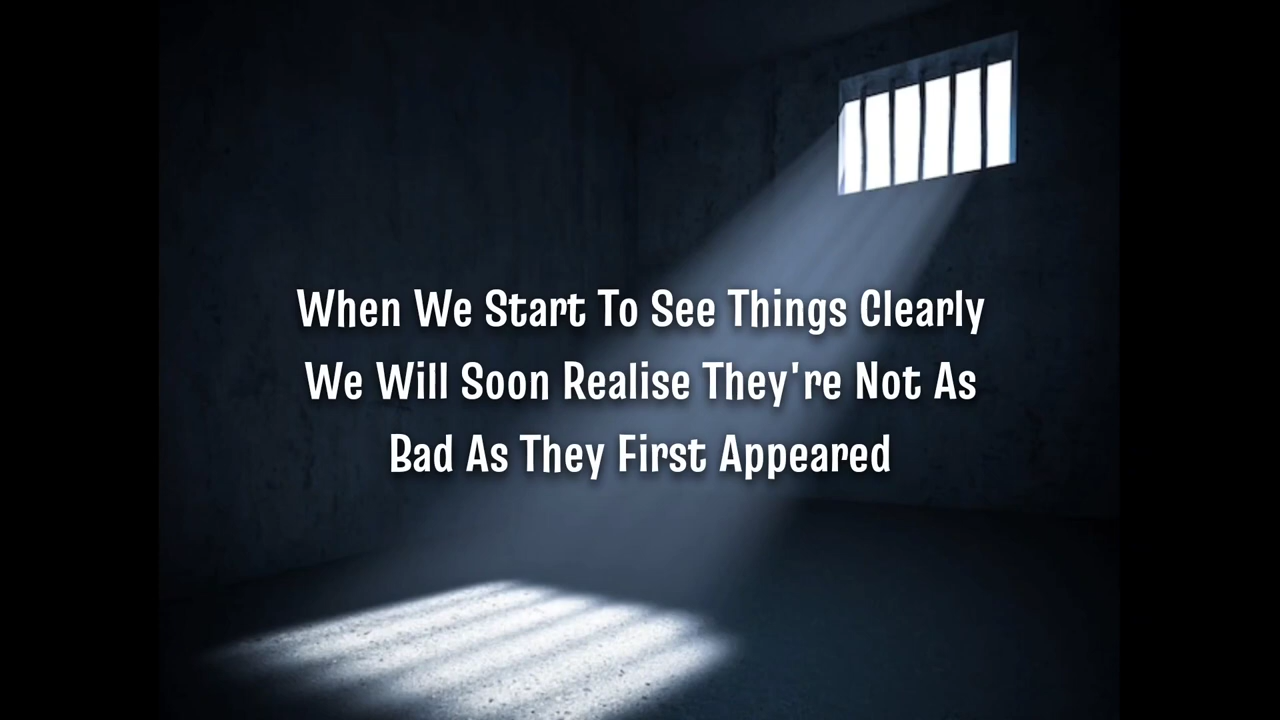 When We Start To See Things Clearly
We Will Soon Realise They're Not As
Bad As They First Appeared